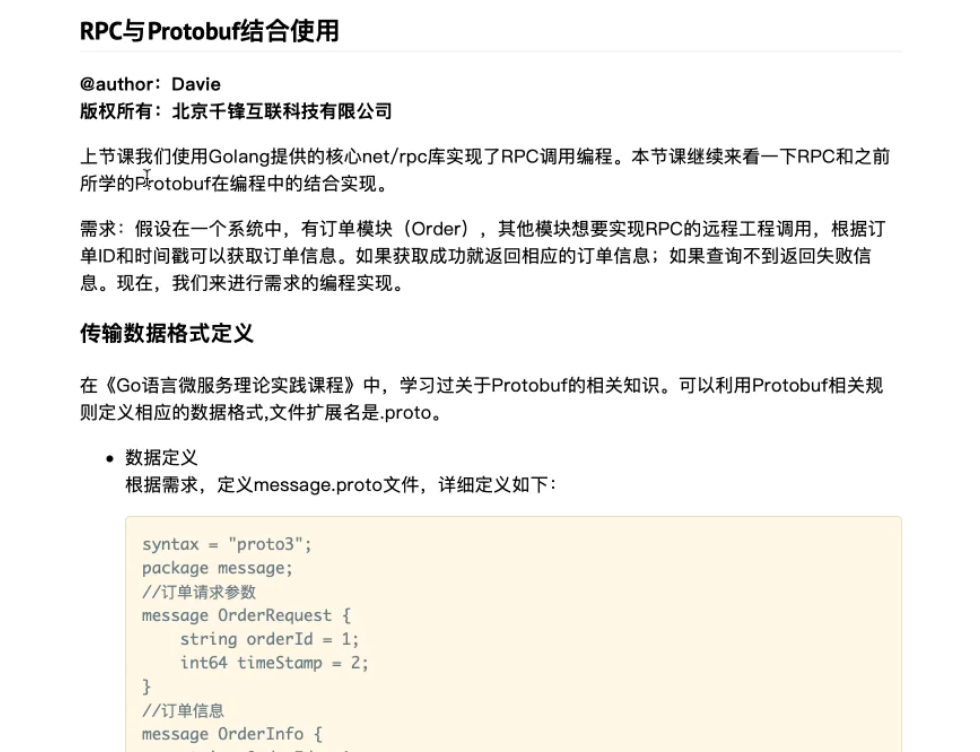 RPC与Protobuf结合使用
@author：Davie
版权所有：北京千锋互联科技有限公司
上节课我们使用Golang提供的核心net/rpc库实现了RPC调用编程。本节课继续来看一下RPC和之前
所学的Protobuf在编程中的结合实现。
需求：假设在一个系统中，有订单模块（Order），其他模块想要实现RPC的远程工程调用，根据订
单ID和时间戳可以获取订单信息。如果获取成功就返回相应的订单信息；如果查询不到返回失败信
息。现在，我们来进行需求的编程实现。
传输数据格式定义
在《Go语言微服务理论实践课程》中，学习过关于Protobuf的相关知识。可以利用Protobuf相关规
则定义相应的数据格式,文件扩展名是.proto。
• 数据定义
根据需求，定义message.proto文件，详细定义如下：
syntax = "proto3";
package message;
//订单请求参数
message OrderRequest {
    string orderId = 1;
    int64 timeStamp = 2;
}
//订单信息
message OrderInfo {